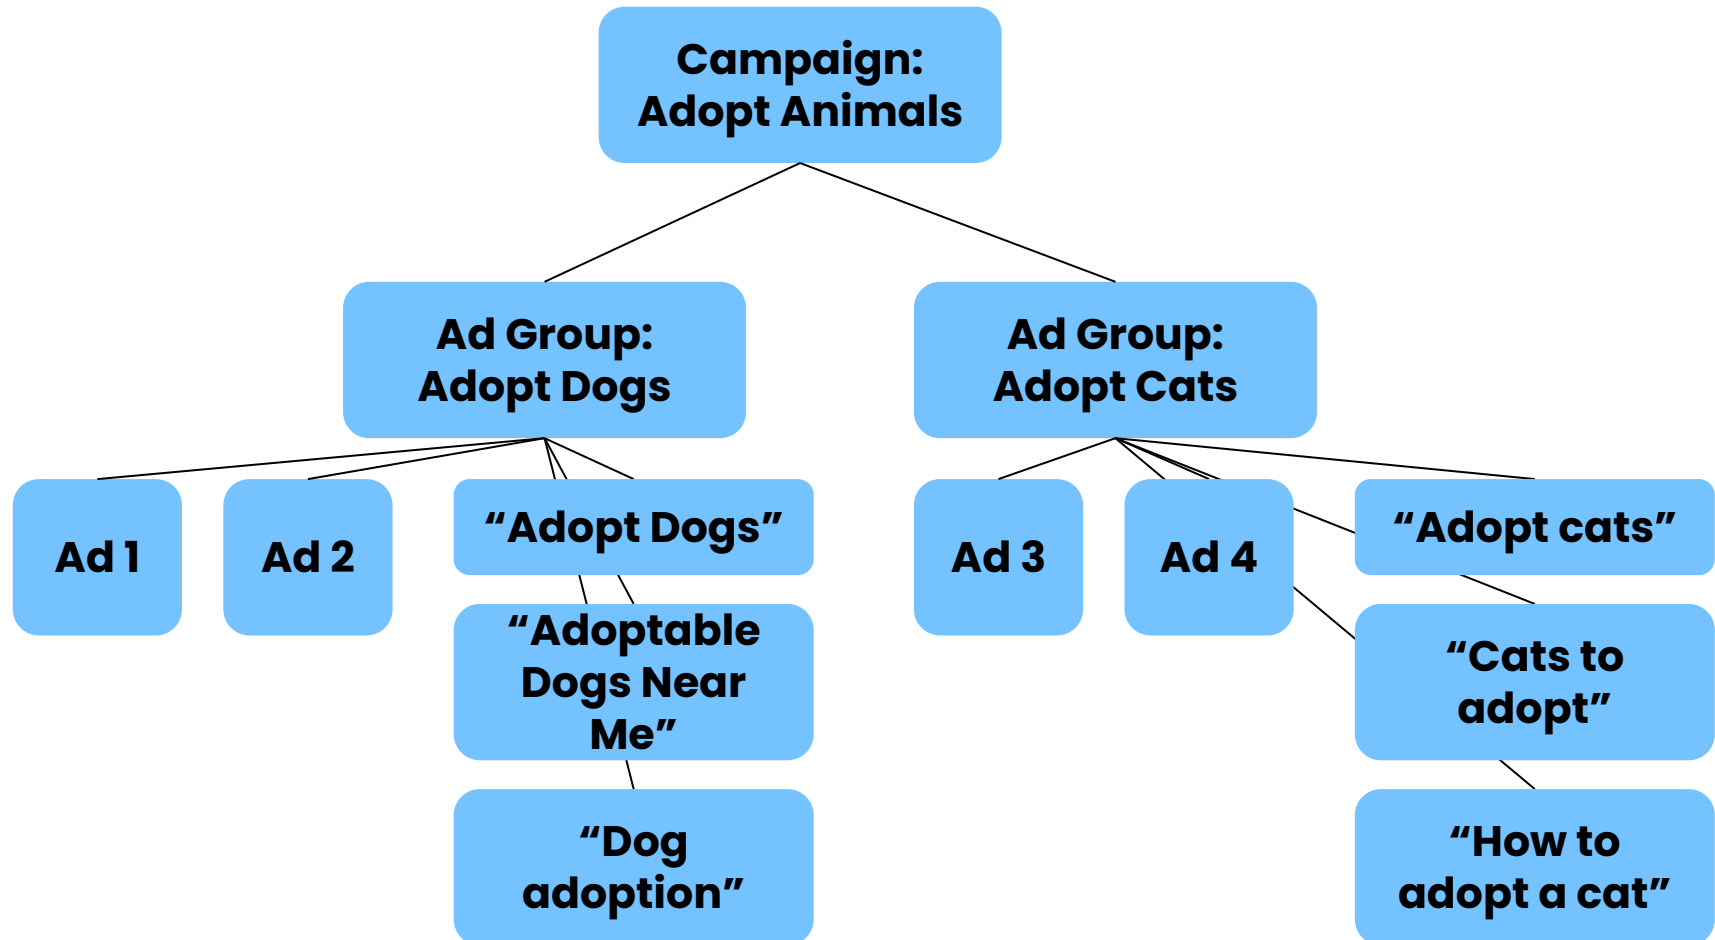 Campaign:
Adopt Animals
Ad Group:
Adopt Dogs
Ad Group:
Adopt Cats
Ad 1
Ad 2
“Adopt Dogs”
“Adoptable
Dogs Near
Me”
“Dog
adoption”
Ad 3
Ad 4
“Adopt cats”
“Cats to
adopt”
“How to
adopt a cat”